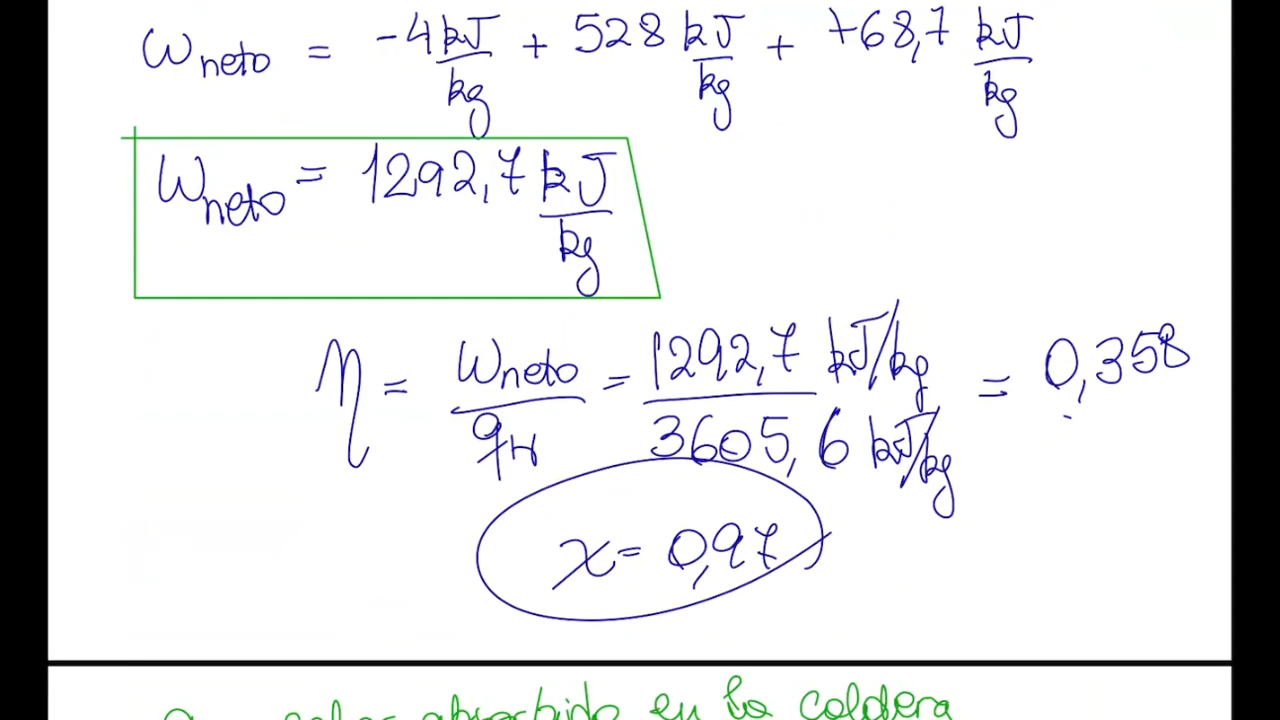 Wneto = -4 kJ/kg + 528 kJ/kg + 768,7 kJ/kg
Wneto = 1292,7 kJ/kg
η = Wneto/qH = 1292,7 kJ/kg / 3605,6 kJ/kg = 0,358
x = 0,97
absorbido en la caldera